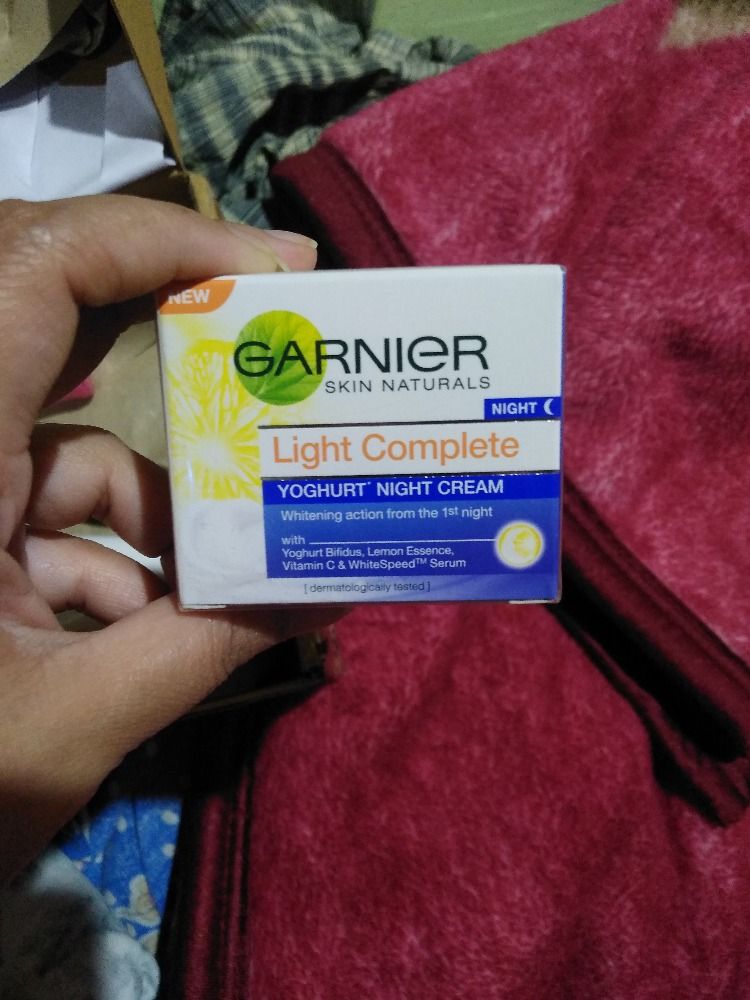 NEW
GARNIER
SKIN NATURALS
NIGHT
Light Complete
YOGHURT* NIGHT CREAM
Whitening action from the 1st night
with
Yoghurt Bifidus, Lemon Essence,
Vitamin C & WhiteSpeed™ Serum
[ dermatologically tested ]